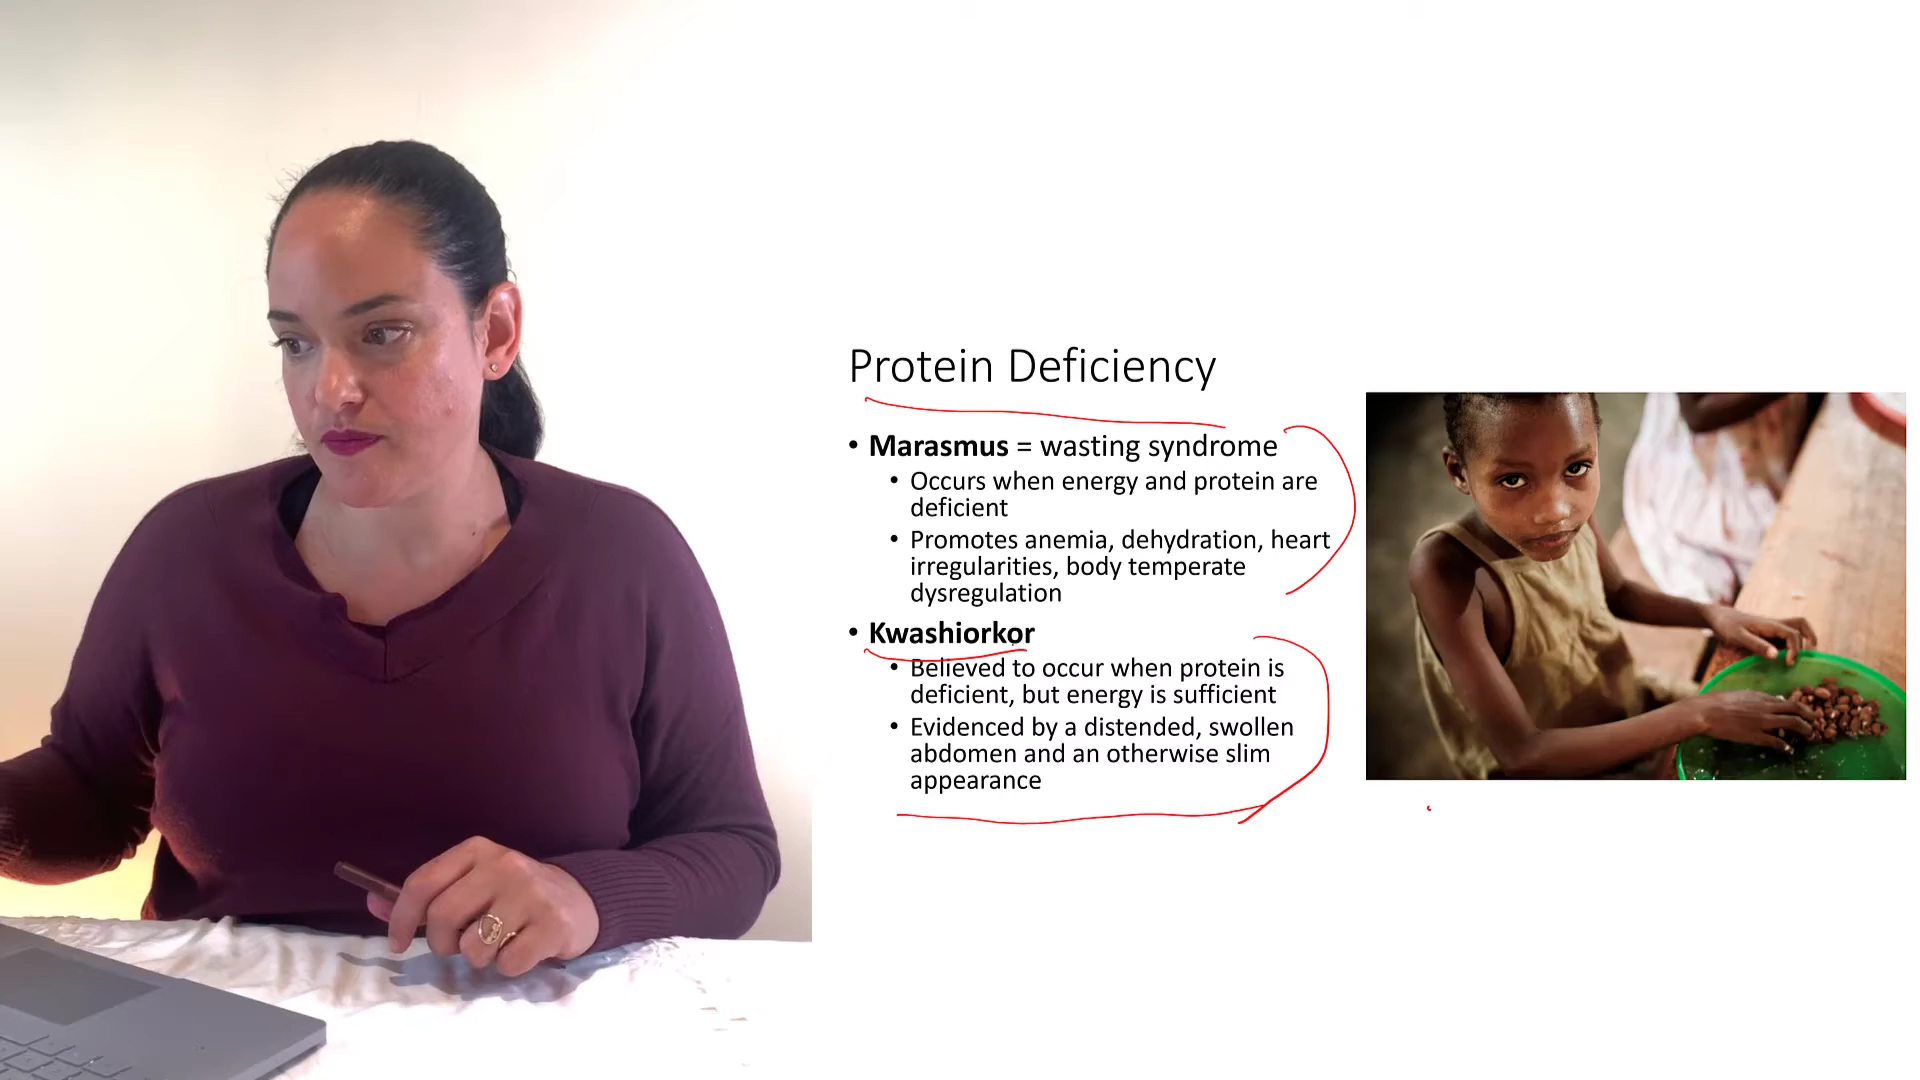 Protein Deficiency
• Marasmus = wasting syndrome
• Occurs when energy and protein are
deficient
• Promotes anemia, dehydration, heart
irregularities, body temperate
dysregulation
• Kwashiorkor
• Believed to occur when protein is
deficient, but energy is sufficient
• Evidenced by a distended, swollen
abdomen and an otherwise slim
appearance